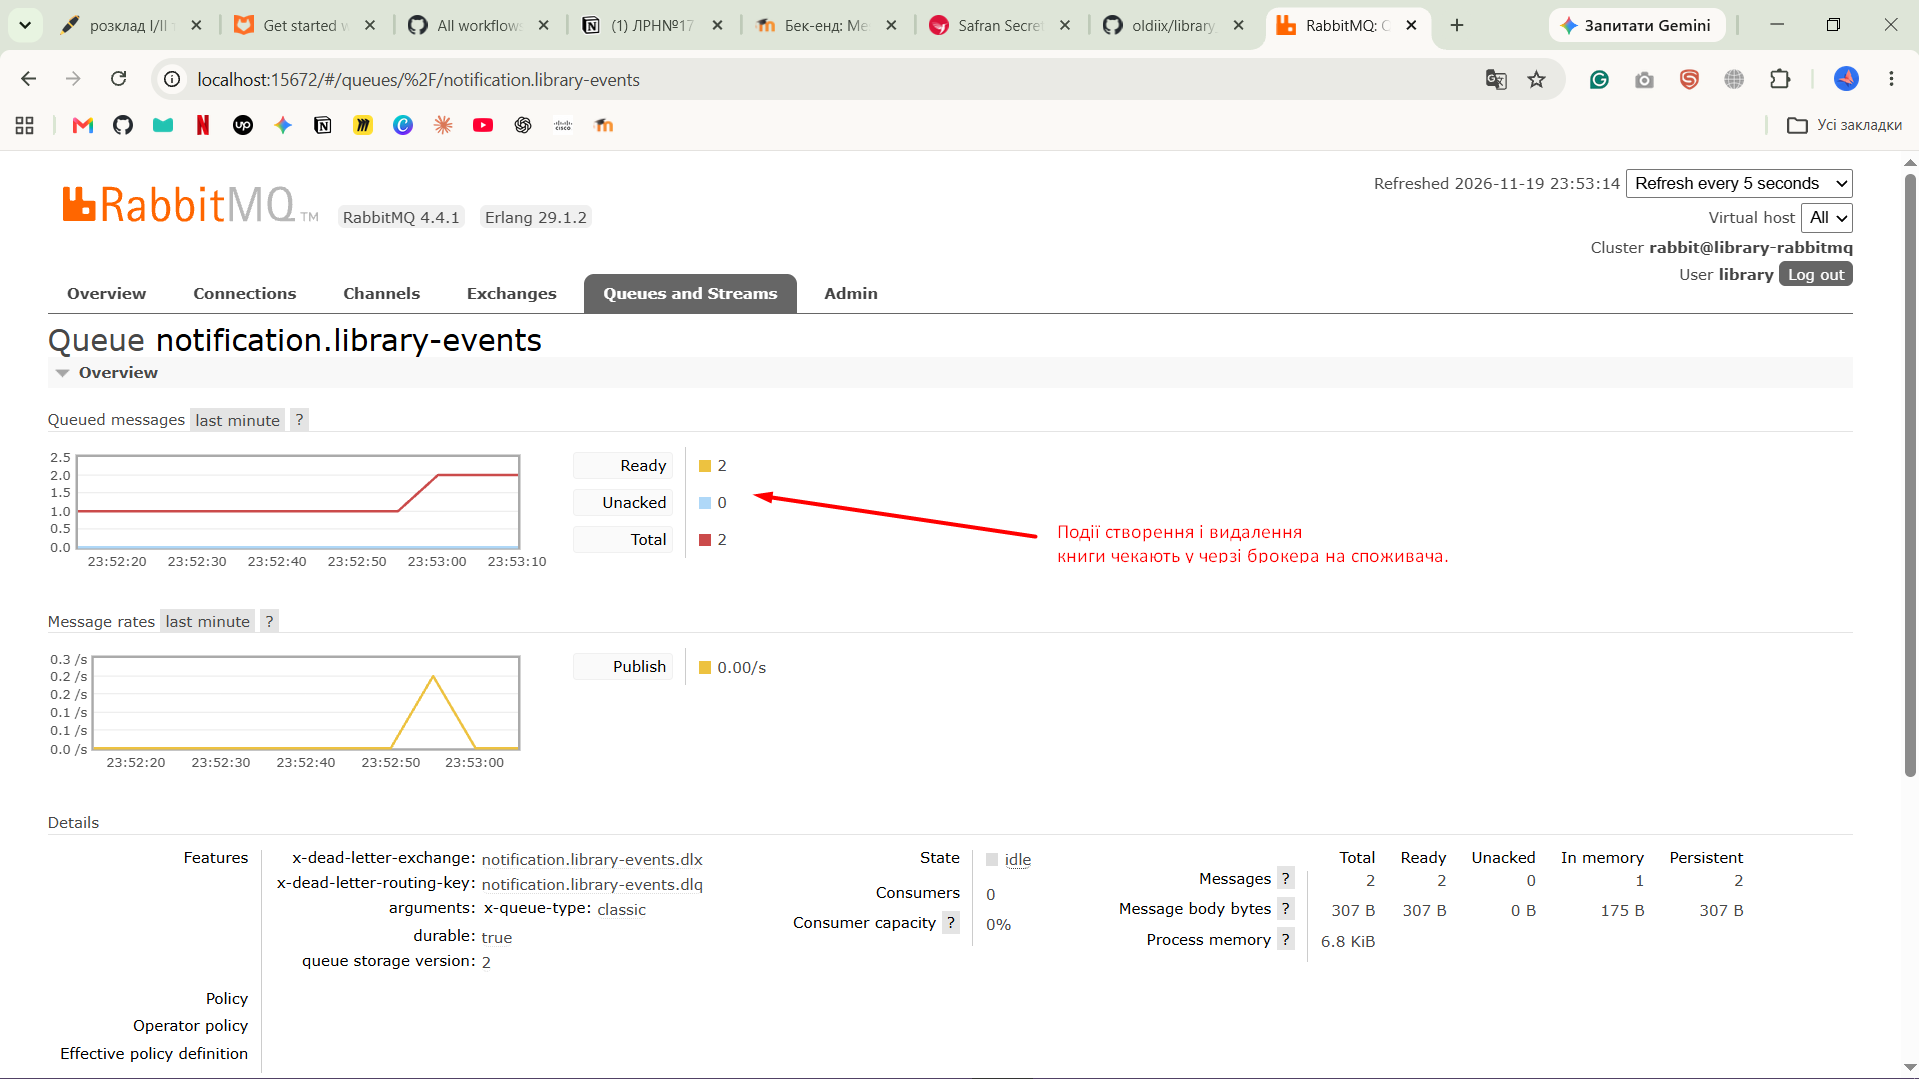 розклад I/II т
Get started w
All workflows
(1) ЛРН№17
Бек-енд: Ме
Safran Secre
oldiix/library
RabbitMQ: Q
Запитати Gemini
localhost:15672/#/queues/%2F/notification.library-events
Усі закладки
RabbitMQ TM
RabbitMQ 4.4.1
Erlang 29.1.2
Refreshed 2026-11-19 23:53:14
Refresh every 5 seconds
Virtual host
All
Cluster rabbit@library-rabbitmq
User library
Log out
Overview
Connections
Channels
Exchanges
Queues and Streams
Admin
Queue notification.library-events
Overview
Queued messages last minute ?
2.5
2.0
1.5
1.0
0.5
0.0
23:52:20 23:52:30 23:52:40 23:52:50 23:53:00 23:53:10
Ready 2
Unacked 0
Total 2
Події створення і видалення
книги чекають у черзі брокера на споживача.
Message rates last minute ?
0.3 /s
0.2 /s
0.2 /s
0.1 /s
0.1 /s
0.0 /s
23:52:20 23:52:30 23:52:40 23:52:50 23:53:00
Publish 0.00/s
Details
Features
x-dead-letter-exchange: notification.library-events.dlx
x-dead-letter-routing-key: notification.library-events.dlq
arguments: x-queue-type: classic
durable: true
queue storage version: 2
Policy
Operator policy
Effective policy definition
State idle
Consumers 0
Consumer capacity ? 0%
Total Ready Unacked In memory Persistent
Messages ? 2 2 0 1 2
Message body bytes ? 307 B 307 B 0 B 175 B 307 B
Process memory ? 6.8 KiB